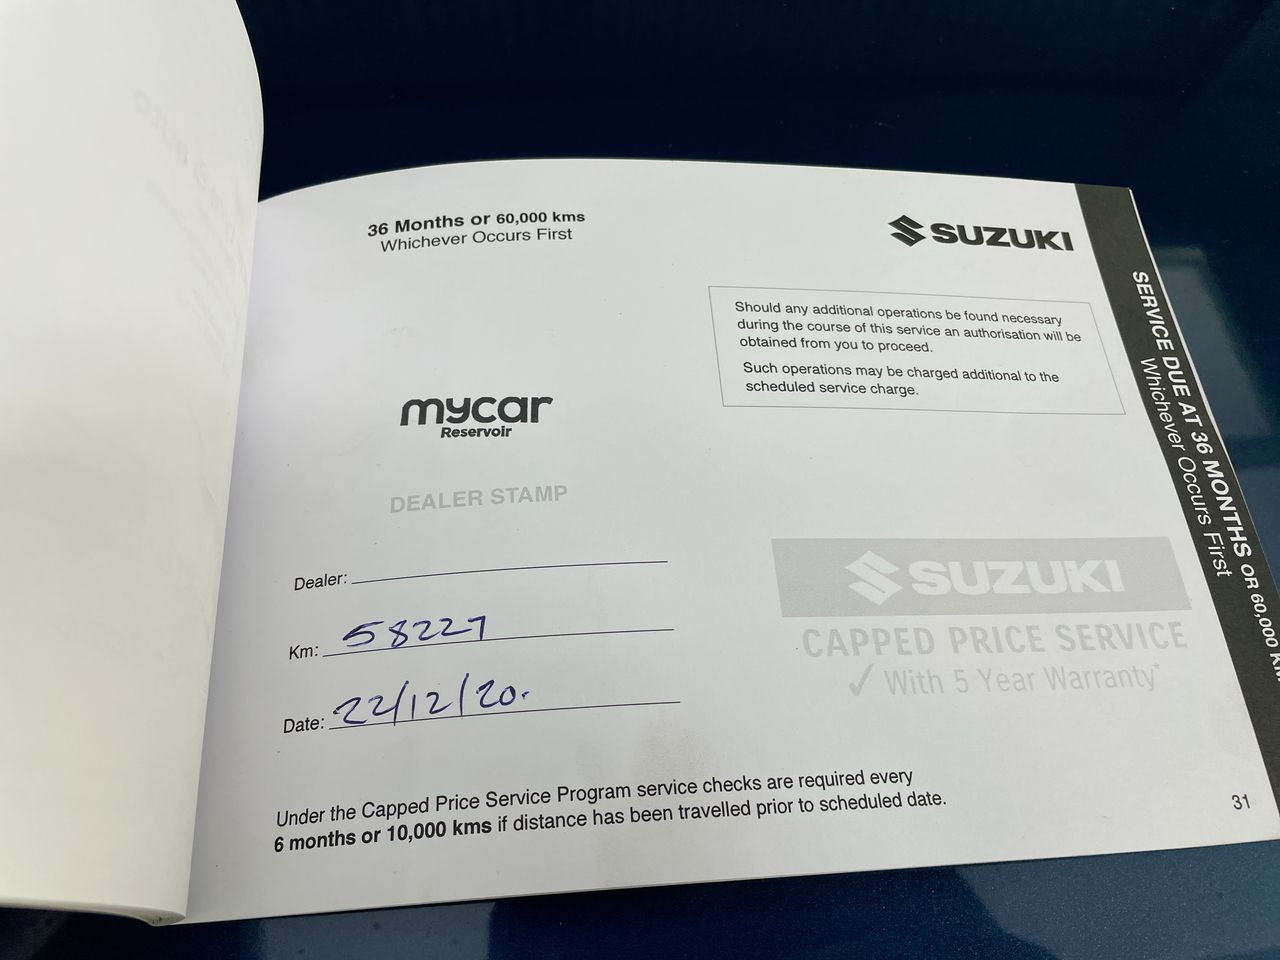 36 Months or 60,000 kms
Whichever Occurs First
SUZUKI
Should any additional operations be found necessary
during the course of this service an authorisation will be
obtained from you to proceed.
Such operations may be charged additional to the
scheduled service charge.
mycar
Reservoir
DEALER STAMP
Dealer:
Km: 58227
Date: 22/12/20.
SUZUKI
CAPPED PRICE SERVICE
✓ With 5 Year Warranty*
Under the Capped Price Service Program service checks are required every
6 months or 10,000 kms if distance has been travelled prior to scheduled date.
31
SERVICE DUE AT 36 MONTHS OR 60,000 KM
Whichever Occurs First